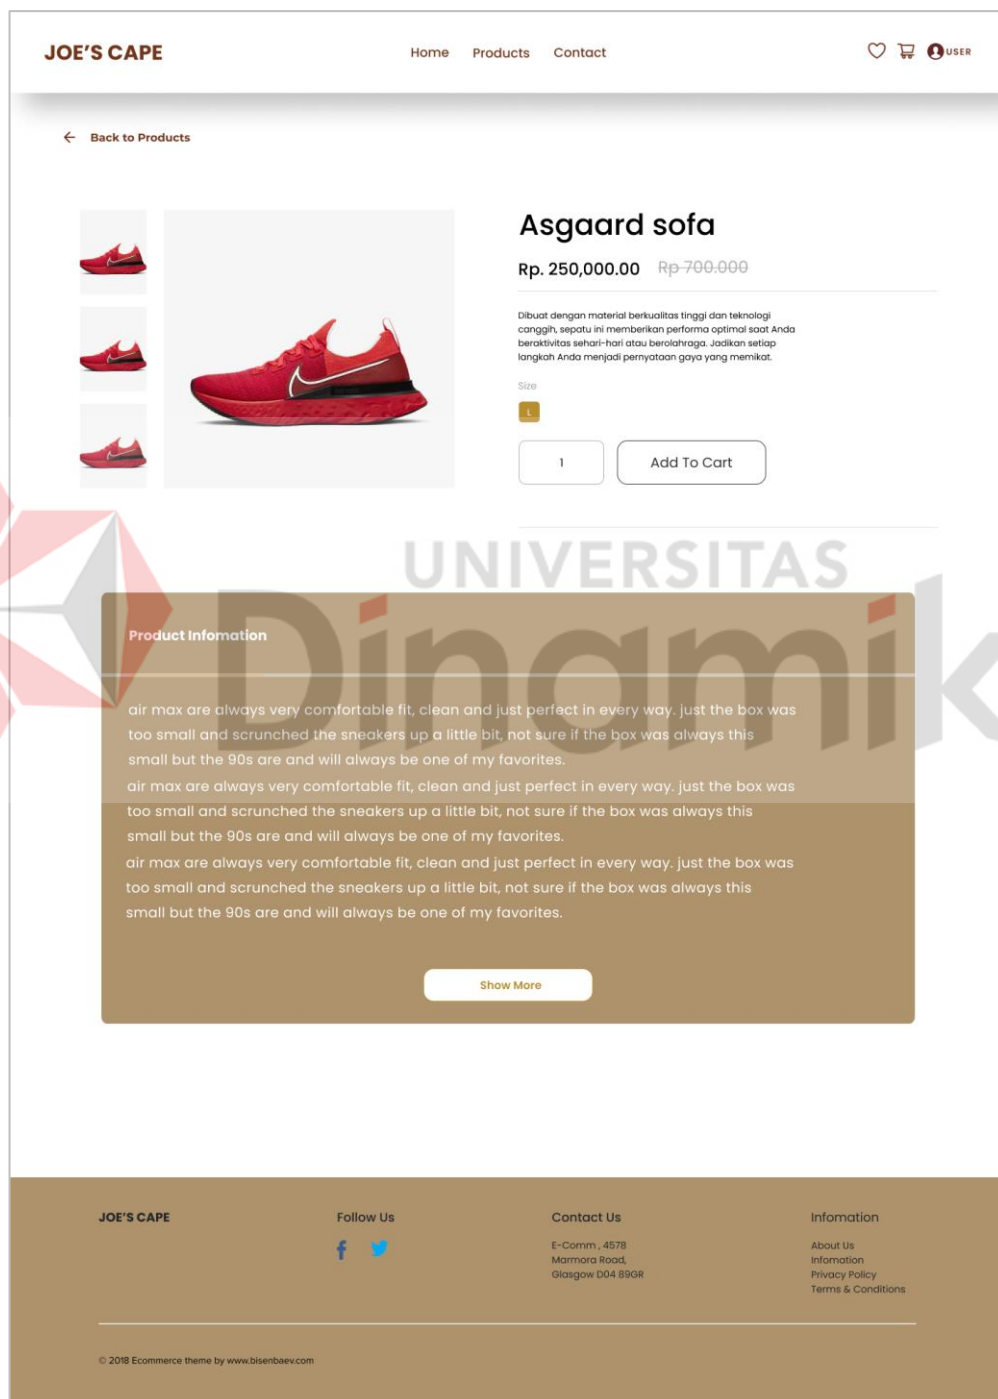 JOE'S CAPE
Home Products Contact
USER
Back to Products
Asgaard sofa
Rp. 250,000.00 Rp 700.000
Dibuat dengan material berkualitas tinggi dan teknologi
canggih, sepatu ini memberikan performa optimal saat Anda
beraktivitas sehari-hari atau berolahraga. Jadikan setiap
langkah Anda menjadi pernyataan gaya yang memikat.
Size
L
1 Add To Cart
UNIVERSITAS
Dinamika
Product Infomation
air max are always very comfortable fit, clean and just perfect in every way. just the box was
too small and scrunched the sneakers up a little bit, not sure if the box was always this
small but the 90s are and will always be one of my favorites.
air max are always very comfortable fit, clean and just perfect in every way. just the box was
too small and scrunched the sneakers up a little bit, not sure if the box was always this
small but the 90s are and will always be one of my favorites.
air max are always very comfortable fit, clean and just perfect in every way. just the box was
too small and scrunched the sneakers up a little bit, not sure if the box was always this
small but the 90s are and will always be one of my favorites.
Show More
JOE'S CAPE
Follow Us
Contact Us
E-Comm , 4578
Marmora Road,
Glasgow D04 89GR
Infomation
About Us
Infomation
Privacy Policy
Terms & Conditions
© 2018 Ecommerce theme by www.bisenbaev.com